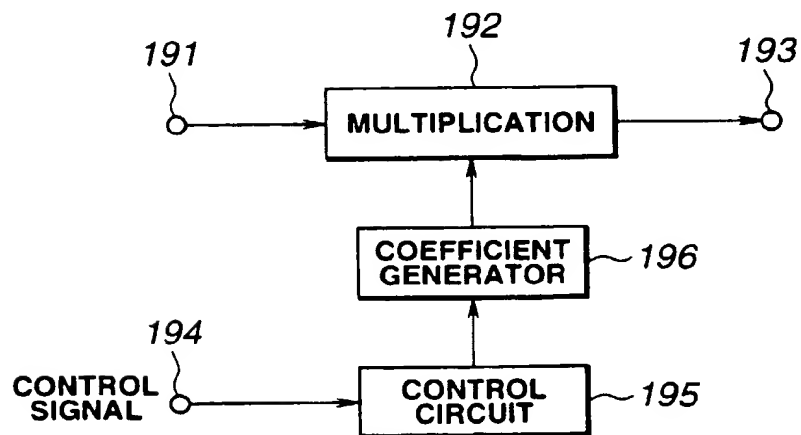 191
192
193
MULTIPLICATION
COEFFICIENT
GENERATOR
196
194
CONTROL
SIGNAL
CONTROL
CIRCUIT
195